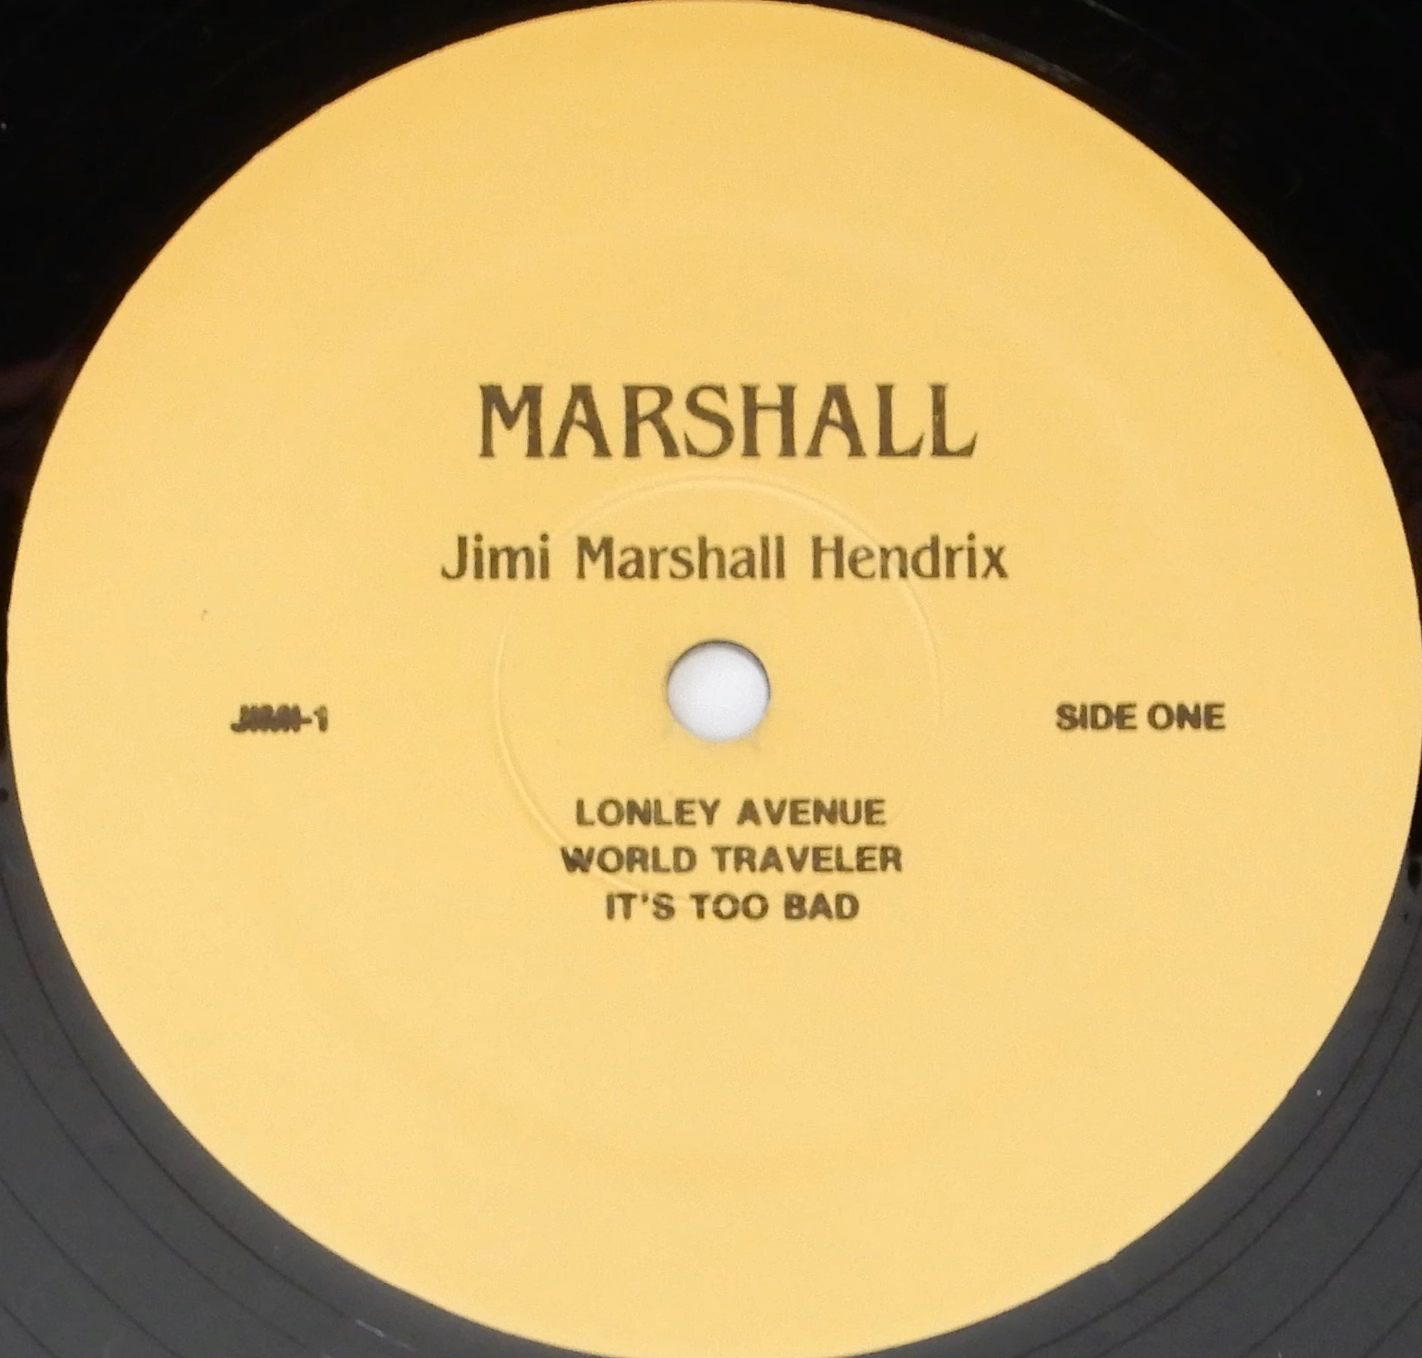 MARSHALL
Jimi Marshall Hendrix
JIMI-1
SIDE ONE
LONLEY AVENUE
WORLD TRAVELER
IT'S TOO BAD